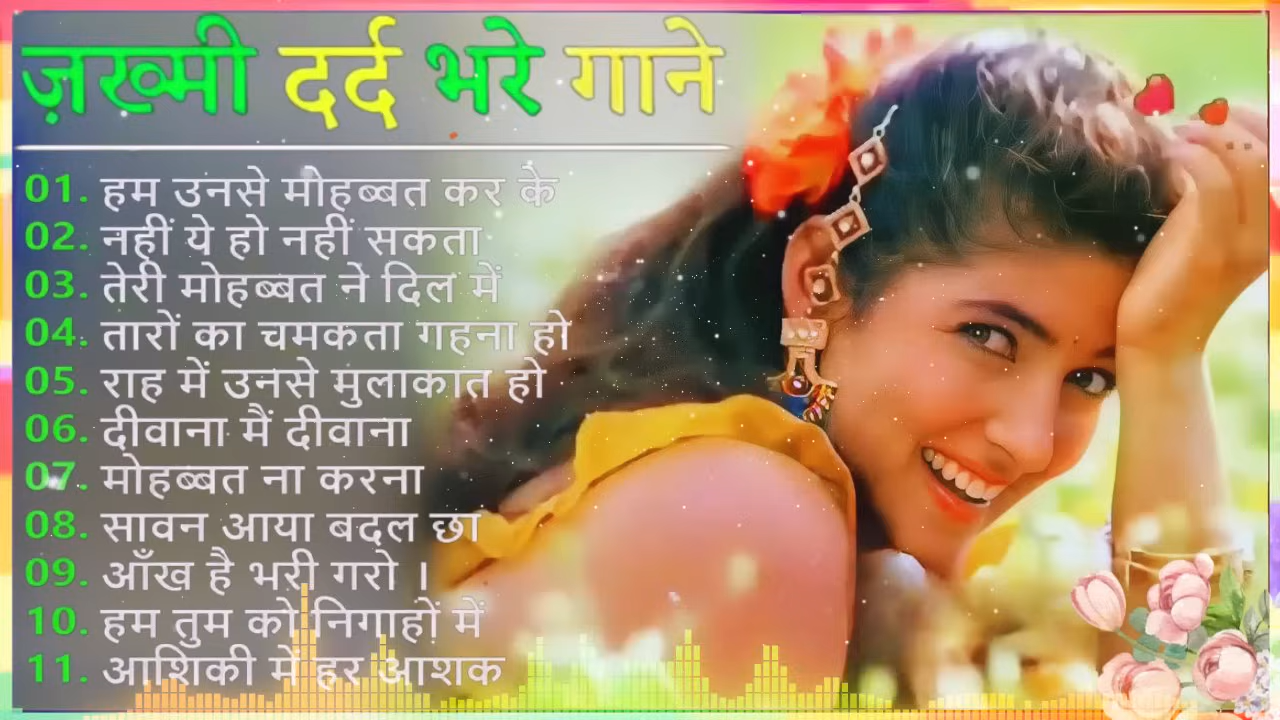 ज़ख्मी दर्द भरे गाने
01. हम उनसे मोहब्बत कर के
02. नहीं ये हो नहीं सकता
03. तेरी मोहब्बत ने दिल में
04. तारों का चमकता गहना हो
05. राह में उनसे मुलाकात हो
06. दीवाना मैं दीवाना
07. मोहब्बत ना करना
08. सावन आया बदल छा
09. आँख है भरी गरो ।
10. हम तुम को निगाहों में
11. आशिकी में हर आशक